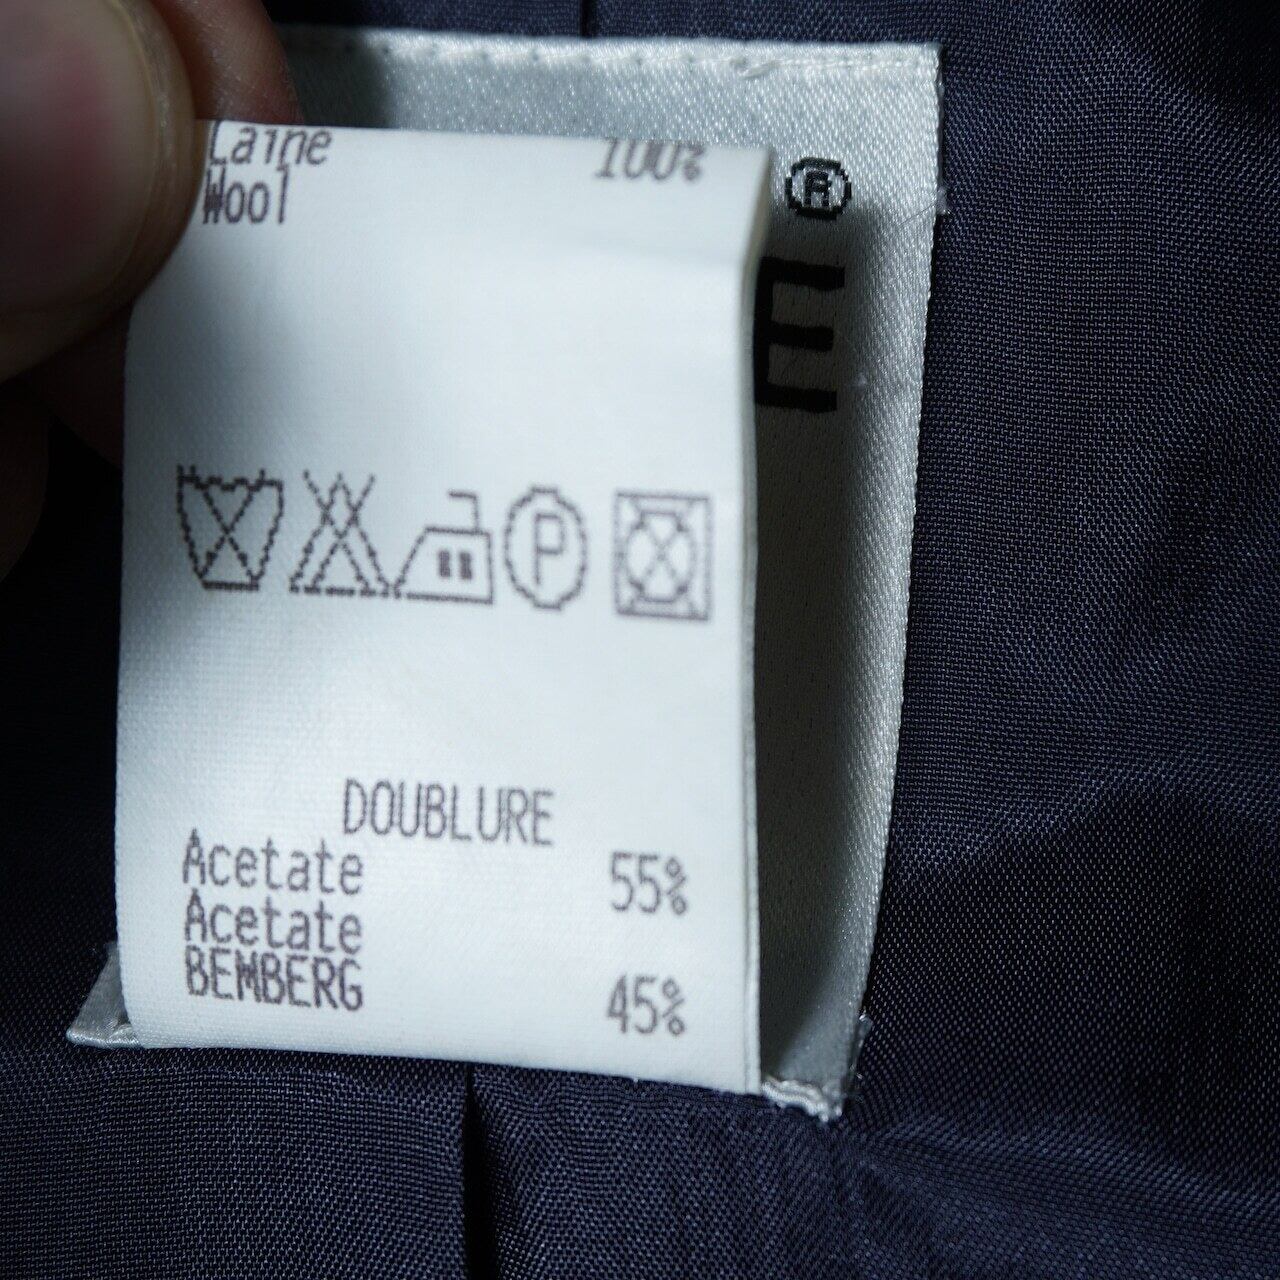 Laine 100%
Wool
®
E
P
DOUBLURE
Acetate 55%
Acetate
BEMBERG 45%